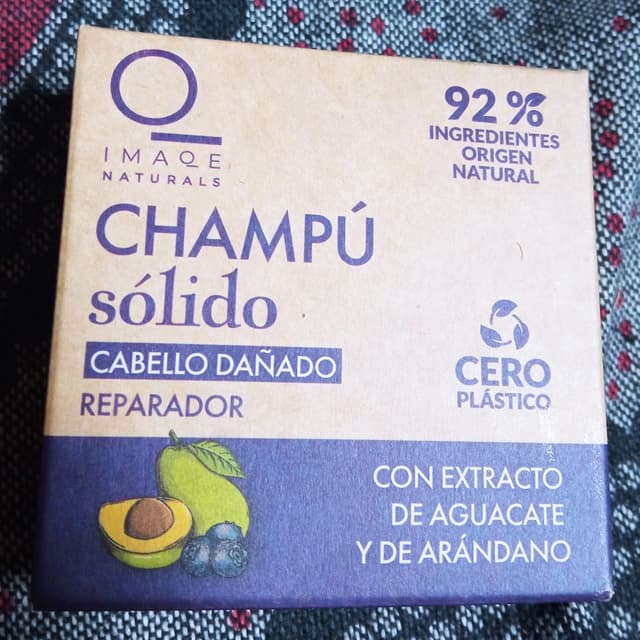 IMAQE
NATURALS
92 %
INGREDIENTES
ORIGEN
NATURAL
CHAMPÚ
sólido
CABELLO DAÑADO
REPARADOR
CERO
PLÁSTICO
CON EXTRACTO
DE AGUACATE
Y DE ARÁNDANO